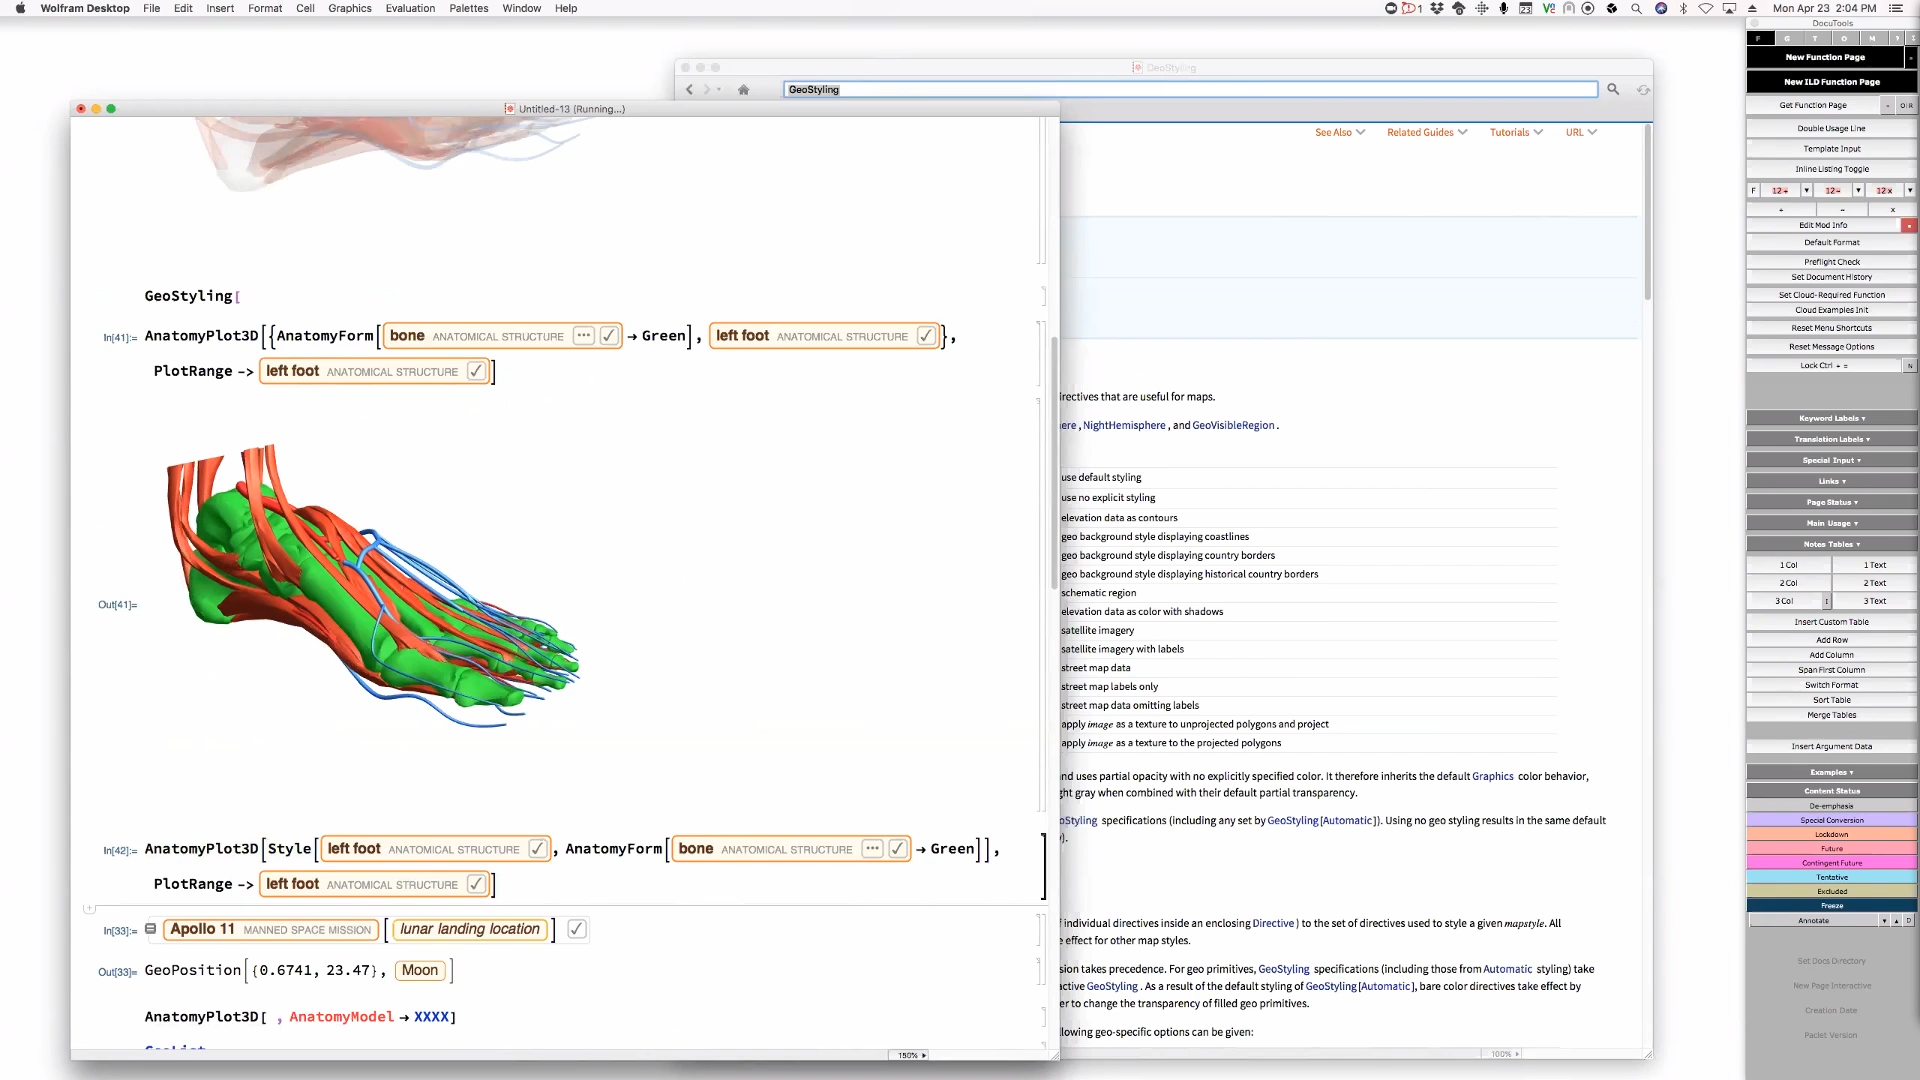 Wolfram Desktop File Edit Insert Format Cell Graphics Evaluation Palettes Window Help
1 Mon Apr 23 2:04 PM
DocuTools
F G T O M ?
New Function Page
New ILD Function Page
Get Function Page - O|R
Double Usage Line
Template Input
Inline Listing Toggle
F 12+ ▾ 12− ▾ 12x ▾
+ − x
Edit Mod Info
Default Format
Preflight Check
Set Document History
Set Cloud-Required Function
Cloud Examples Init
Reset Menu Shortcuts
Reset Message Options
Lock Ctrl + = N
Keyword Labels ▾
Translation Labels ▾
Special Input ▾
Links ▾
Page Status ▾
Main Usage ▾
Notes Tables ▾
1 Col 1 Text
2 Col 2 Text
3 Col 3 Text
Insert Custom Table
Add Row
Add Column
Span First Column
Switch Format
Sort Table
Merge Tables
Insert Argument Data
Examples ▾
Content Status
De-emphasis
Special Conversion
Lockdown
Future
Contingent Future
Tentative
Excluded
Freeze
Annotate ▾ ▴ D
Set Docs Directory
New Page Interactive
Creation Date
Paclet Version
GeoStyling
GeoStyling
See Also Related Guides Tutorials URL
irectives that are useful for maps.
ere , NightHemisphere , and GeoVisibleRegion .
use default styling
use no explicit styling
elevation data as contours
geo background style displaying coastlines
geo background style displaying country borders
geo background style displaying historical country borders
schematic region
elevation data as color with shadows
satellite imagery
satellite imagery with labels
street map data
street map labels only
street map data omitting labels
apply image as a texture to unprojected polygons and project
apply image as a texture to the projected polygons
nd uses partial opacity with no explicitly specified color. It therefore inherits the default Graphics color behavior,
ht gray when combined with their default partial transparency.
oStyling specifications (including any set by GeoStyling[Automatic]). Using no geo styling results in the same default
).
f individual directives inside an enclosing Directive ) to the set of directives used to style a given mapstyle. All
e effect for other map styles.
sion takes precedence. For geo primitives, GeoStyling specifications (including those from Automatic styling) take
active GeoStyling . As a result of the default styling of GeoStyling[Automatic], bare color directives take effect by
er to change the transparency of filled geo primitives.
llowing geo-specific options can be given:
100%
Untitled-13 (Running...)
GeoStyling[
In[41]:= AnatomyPlot3D[{AnatomyForm[bone ANATOMICAL STRUCTURE ··· ✓ → Green], left foot ANATOMICAL STRUCTURE ✓},
PlotRange -> left foot ANATOMICAL STRUCTURE ✓]
Out[41]=
In[42]:= AnatomyPlot3D[Style[left foot ANATOMICAL STRUCTURE ✓, AnatomyForm[bone ANATOMICAL STRUCTURE ··· ✓ → Green]],
PlotRange -> left foot ANATOMICAL STRUCTURE ✓]
In[33]:= Apollo 11 MANNED SPACE MISSION [lunar landing location] ✓
Out[33]= GeoPosition[{0.6741, 23.47}, Moon]
AnatomyPlot3D[ , AnatomyModel → XXXX]
150%